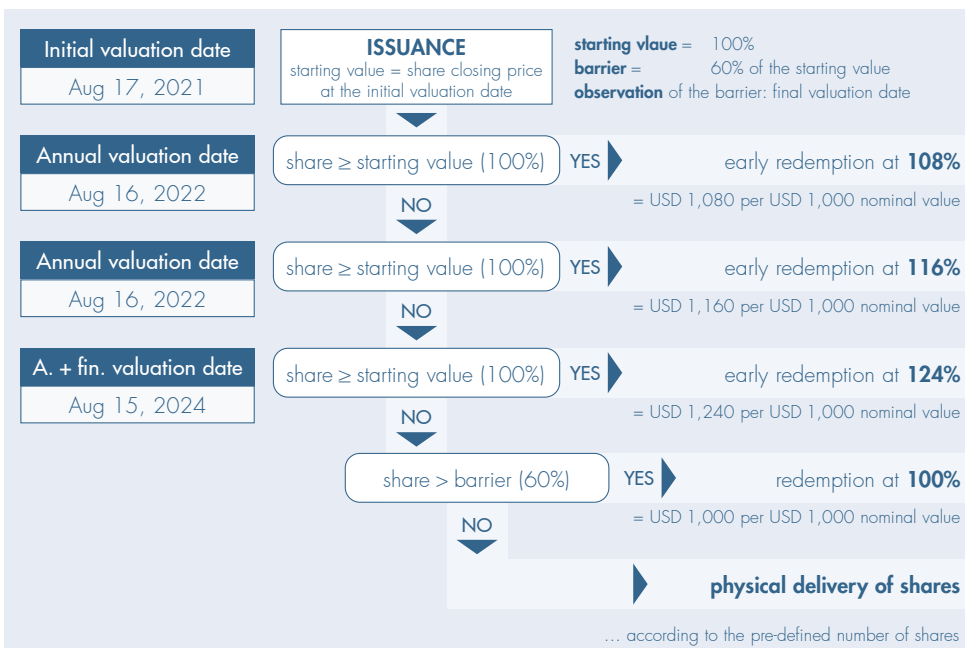 Initial valuation date
Aug 17, 2021
ISSUANCE
starting value = share closing price
at the initial valuation date
starting vlaue = 100%
barrier = 60% of the starting value
observation of the barrier: final valuation date
Annual valuation date
Aug 16, 2022
share ≥ starting value (100%)
YES
early redemption at 108%
= USD 1,080 per USD 1,000 nominal value
NO
Annual valuation date
Aug 16, 2022
share ≥ starting value (100%)
YES
early redemption at 116%
= USD 1,160 per USD 1,000 nominal value
NO
A. + fin. valuation date
Aug 15, 2024
share ≥ starting value (100%)
YES
early redemption at 124%
= USD 1,240 per USD 1,000 nominal value
NO
share > barrier (60%)
YES
redemption at 100%
= USD 1,000 per USD 1,000 nominal value
NO
physical delivery of shares
... according to the pre-defined number of shares